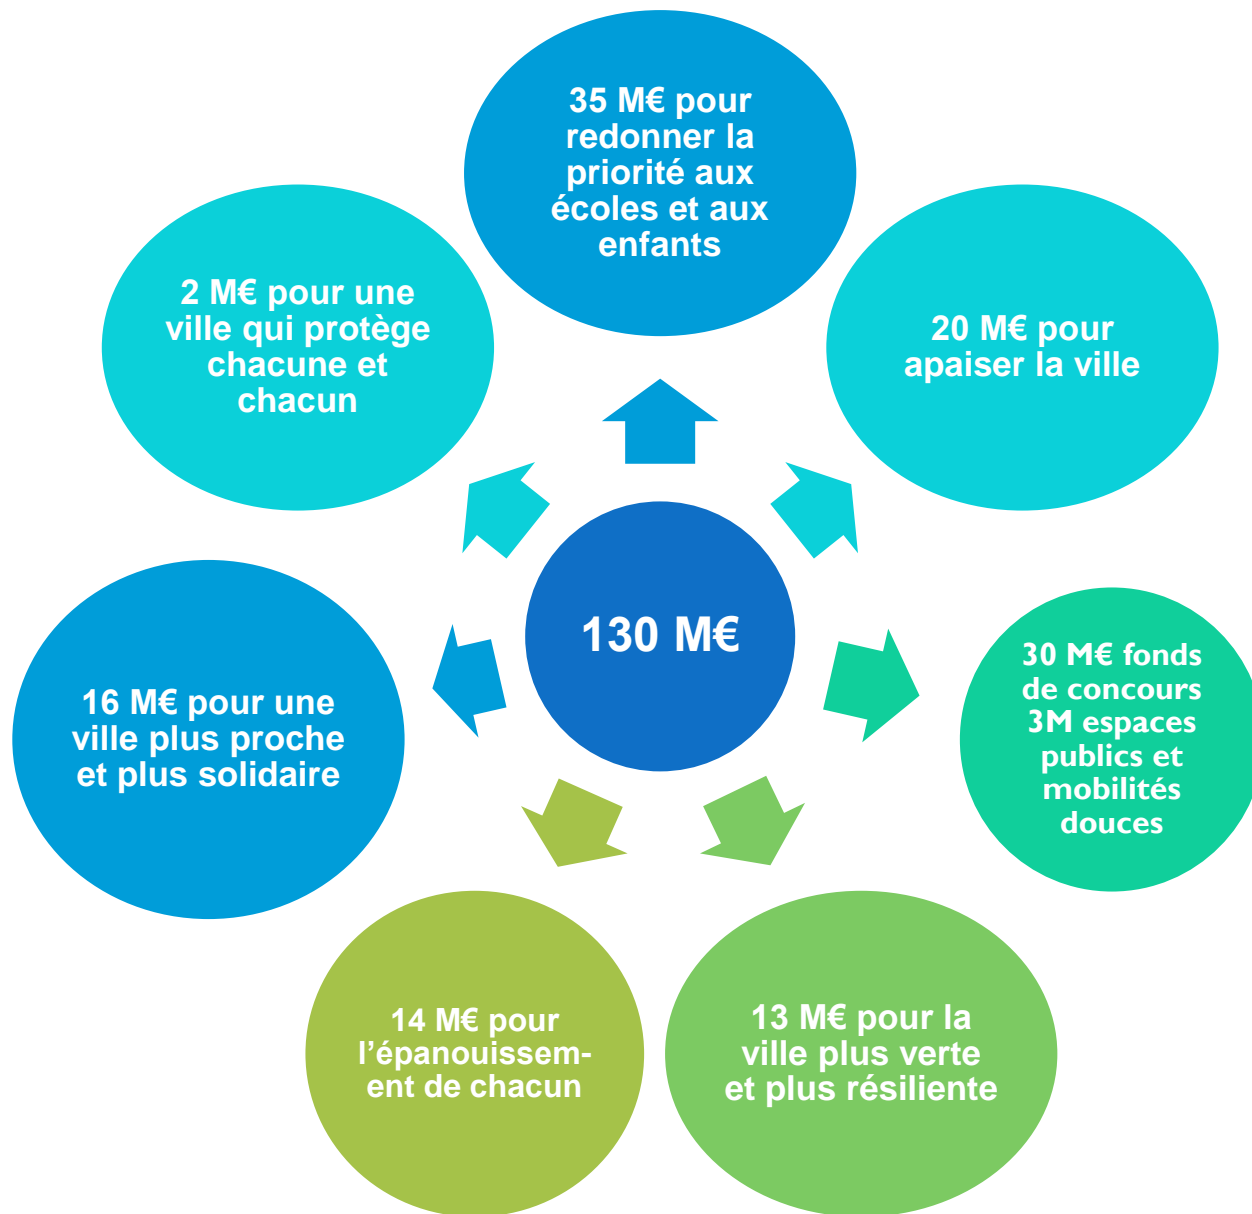 35 M€ pour
redonner la
priorité aux
écoles et aux
enfants
2 M€ pour une
ville qui protège
chacune et
chacun
20 M€ pour
apaiser la ville
130 M€
30 M€ fonds
de concours
3M espaces
publics et
mobilités
douces
16 M€ pour une
ville plus proche
et plus solidaire
14 M€ pour
l’épanouissem-
ent de chacun
13 M€ pour la
ville plus verte
et plus résiliente